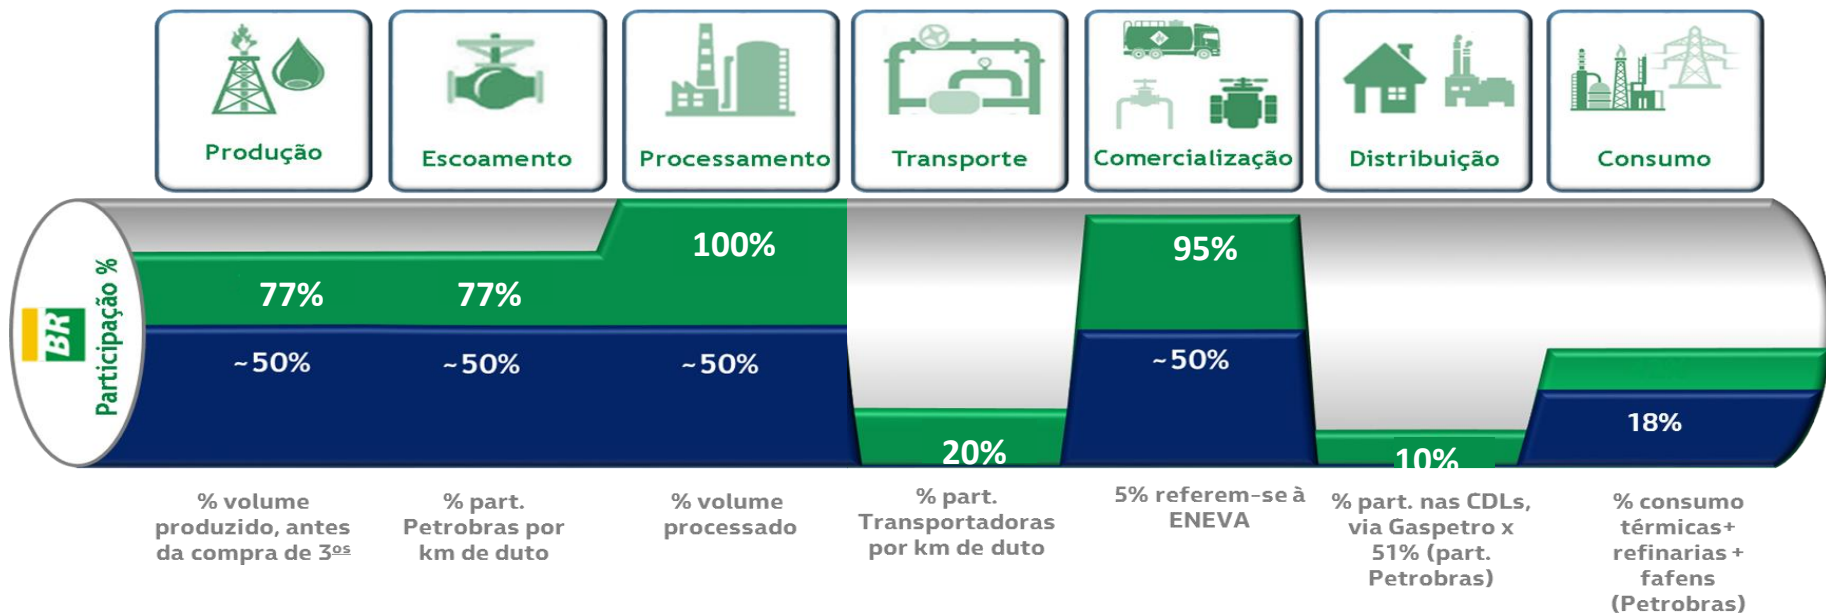 Produção
Escoamento
Processamento
Transporte
Comercialização
Distribuição
Consumo
BR
Participação %
77%
77%
100%
20%
95%
10%
~50%
~50%
~50%
~50%
18%
% volume
produzido, antes
da compra de 3ºˢ
% part.
Petrobras por
km de duto
% volume
processado
% part.
Transportadoras
por km de duto
5% referem-se à
ENEVA
% part. nas CDLs,
via Gaspetro x
51% (part.
Petrobras)
% consumo
térmicas+
refinarias +
fafens
(Petrobras)